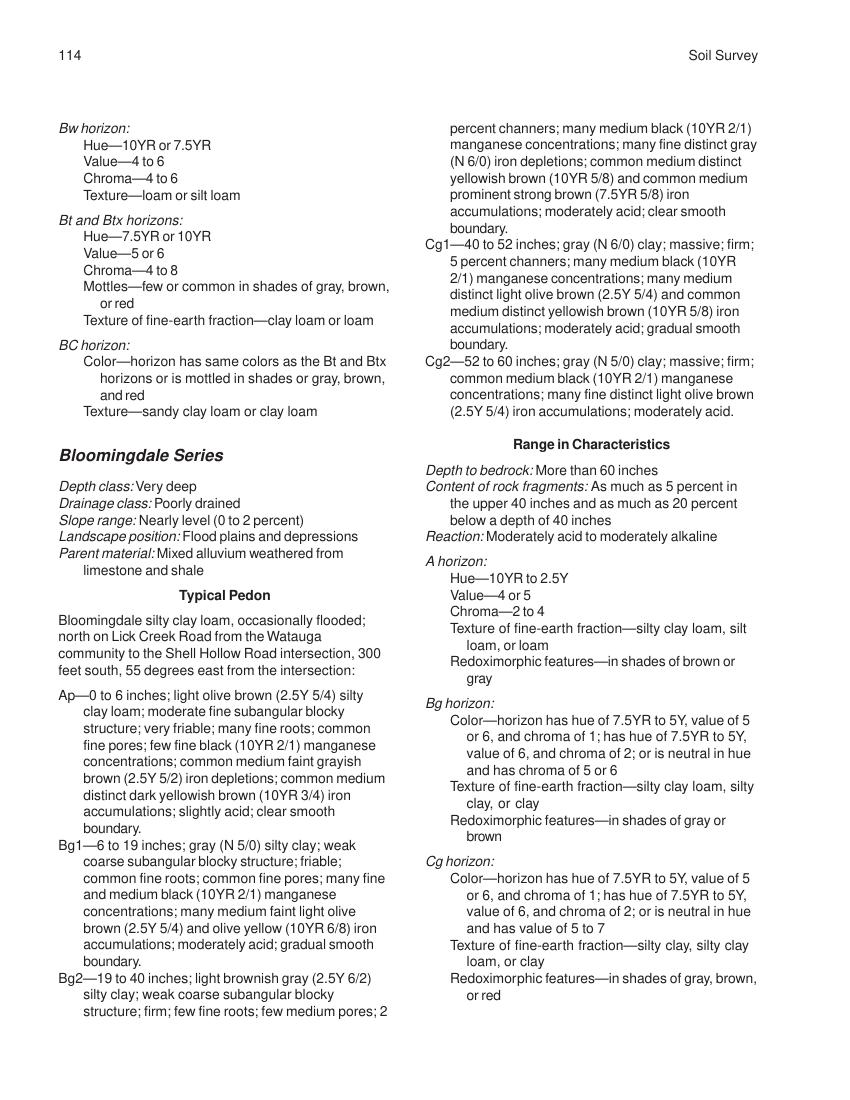 114
Soil Survey
Bw horizon:
Hue—10YR or 7.5YR
Value—4 to 6
Chroma—4 to 6
Texture—loam or silt loam
Bt and Btx horizons:
Hue—7.5YR or 10YR
Value—5 or 6
Chroma—4 to 8
Mottles—few or common in shades of gray, brown,
or red
Texture of fine-earth fraction—clay loam or loam
BC horizon:
Color—horizon has same colors as the Bt and Btx
horizons or is mottled in shades or gray, brown,
and red
Texture—sandy clay loam or clay loam
Bloomingdale Series
Depth class: Very deep
Drainage class: Poorly drained
Slope range: Nearly level (0 to 2 percent)
Landscape position: Flood plains and depressions
Parent material: Mixed alluvium weathered from
limestone and shale
Typical Pedon
Bloomingdale silty clay loam, occasionally flooded;
north on Lick Creek Road from the Watauga
community to the Shell Hollow Road intersection, 300
feet south, 55 degrees east from the intersection:
Ap—0 to 6 inches; light olive brown (2.5Y 5/4) silty
clay loam; moderate fine subangular blocky
structure; very friable; many fine roots; common
fine pores; few fine black (10YR 2/1) manganese
concentrations; common medium faint grayish
brown (2.5Y 5/2) iron depletions; common medium
distinct dark yellowish brown (10YR 3/4) iron
accumulations; slightly acid; clear smooth
boundary.
Bg1—6 to 19 inches; gray (N 5/0) silty clay; weak
coarse subangular blocky structure; friable;
common fine roots; common fine pores; many fine
and medium black (10YR 2/1) manganese
concentrations; many medium faint light olive
brown (2.5Y 5/4) and olive yellow (10YR 6/8) iron
accumulations; moderately acid; gradual smooth
boundary.
Bg2—19 to 40 inches; light brownish gray (2.5Y 6/2)
silty clay; weak coarse subangular blocky
structure; firm; few fine roots; few medium pores; 2
percent channers; many medium black (10YR 2/1)
manganese concentrations; many fine distinct gray
(N 6/0) iron depletions; common medium distinct
yellowish brown (10YR 5/8) and common medium
prominent strong brown (7.5YR 5/8) iron
accumulations; moderately acid; clear smooth
boundary.
Cg1—40 to 52 inches; gray (N 6/0) clay; massive; firm;
5 percent channers; many medium black (10YR
2/1) manganese concentrations; many medium
distinct light olive brown (2.5Y 5/4) and common
medium distinct yellowish brown (10YR 5/8) iron
accumulations; moderately acid; gradual smooth
boundary.
Cg2—52 to 60 inches; gray (N 5/0) clay; massive; firm;
common medium black (10YR 2/1) manganese
concentrations; many fine distinct light olive brown
(2.5Y 5/4) iron accumulations; moderately acid.
Range in Characteristics
Depth to bedrock: More than 60 inches
Content of rock fragments: As much as 5 percent in
the upper 40 inches and as much as 20 percent
below a depth of 40 inches
Reaction: Moderately acid to moderately alkaline
A horizon:
Hue—10YR to 2.5Y
Value—4 or 5
Chroma—2 to 4
Texture of fine-earth fraction—silty clay loam, silt
loam, or loam
Redoximorphic features—in shades of brown or
gray
Bg horizon:
Color—horizon has hue of 7.5YR to 5Y, value of 5
or 6, and chroma of 1; has hue of 7.5YR to 5Y,
value of 6, and chroma of 2; or is neutral in hue
and has chroma of 5 or 6
Texture of fine-earth fraction—silty clay loam, silty
clay, or clay
Redoximorphic features—in shades of gray or
brown
Cg horizon:
Color—horizon has hue of 7.5YR to 5Y, value of 5
or 6, and chroma of 1; has hue of 7.5YR to 5Y,
value of 6, and chroma of 2; or is neutral in hue
and has value of 5 to 7
Texture of fine-earth fraction—silty clay, silty clay
loam, or clay
Redoximorphic features—in shades of gray, brown,
or red